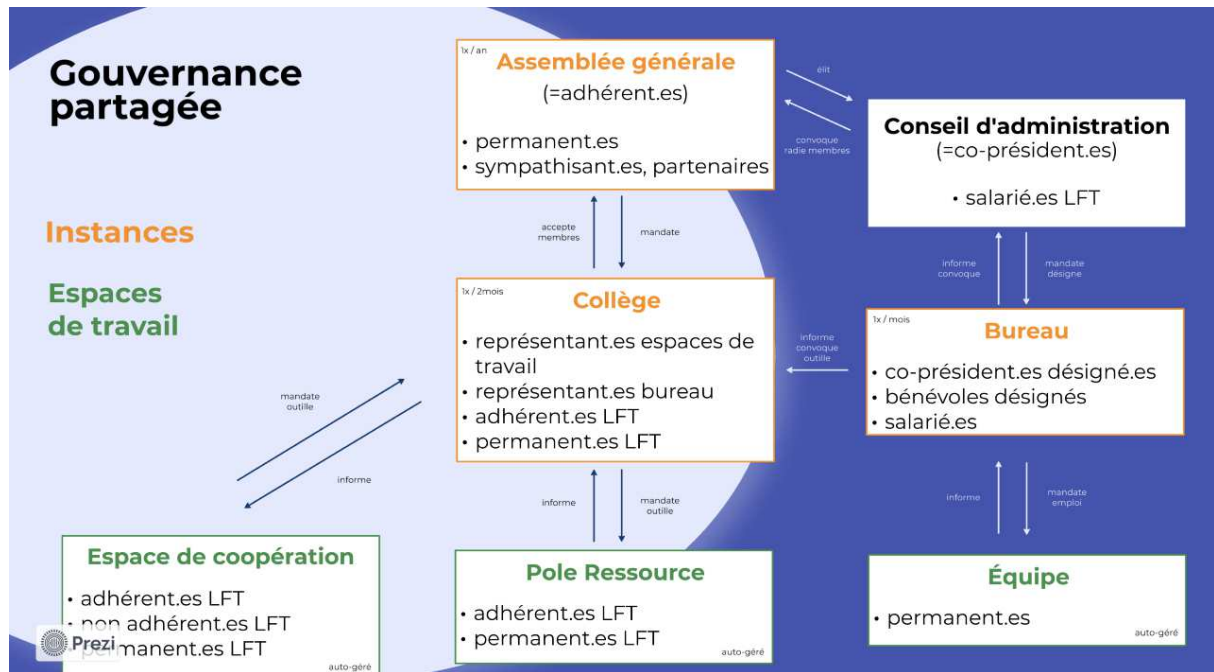 Gouvernance
partagée
Instances
Espaces
de travail
1x / an
Assemblée générale
(=adhérent.es)
• permanent.es
• sympathisant.es, partenaires
élit
convoque
radie membres
Conseil d'administration
(=co-président.es)
• salarié.es LFT
accepte
membres
mandate
informe
convoque
mandate
désigne
1x / 2mois
Collège
• représentant.es espaces de
travail
• représentant.es bureau
• adhérent.es LFT
• permanent.es LFT
informe
convoque
outille
1x / mois
Bureau
• co-président.es désigné.es
• bénévoles désignés
• salarié.es
mandate
outille
informe
informe
mandate
outille
informe
mandate
emploi
Espace de coopération
• adhérent.es LFT
• non adhérent.es LFT
• permanent.es LFT
auto-géré
Pole Ressource
• adhérent.es LFT
• permanent.es LFT
auto-géré
Équipe
• permanent.es
auto-géré
Prezi